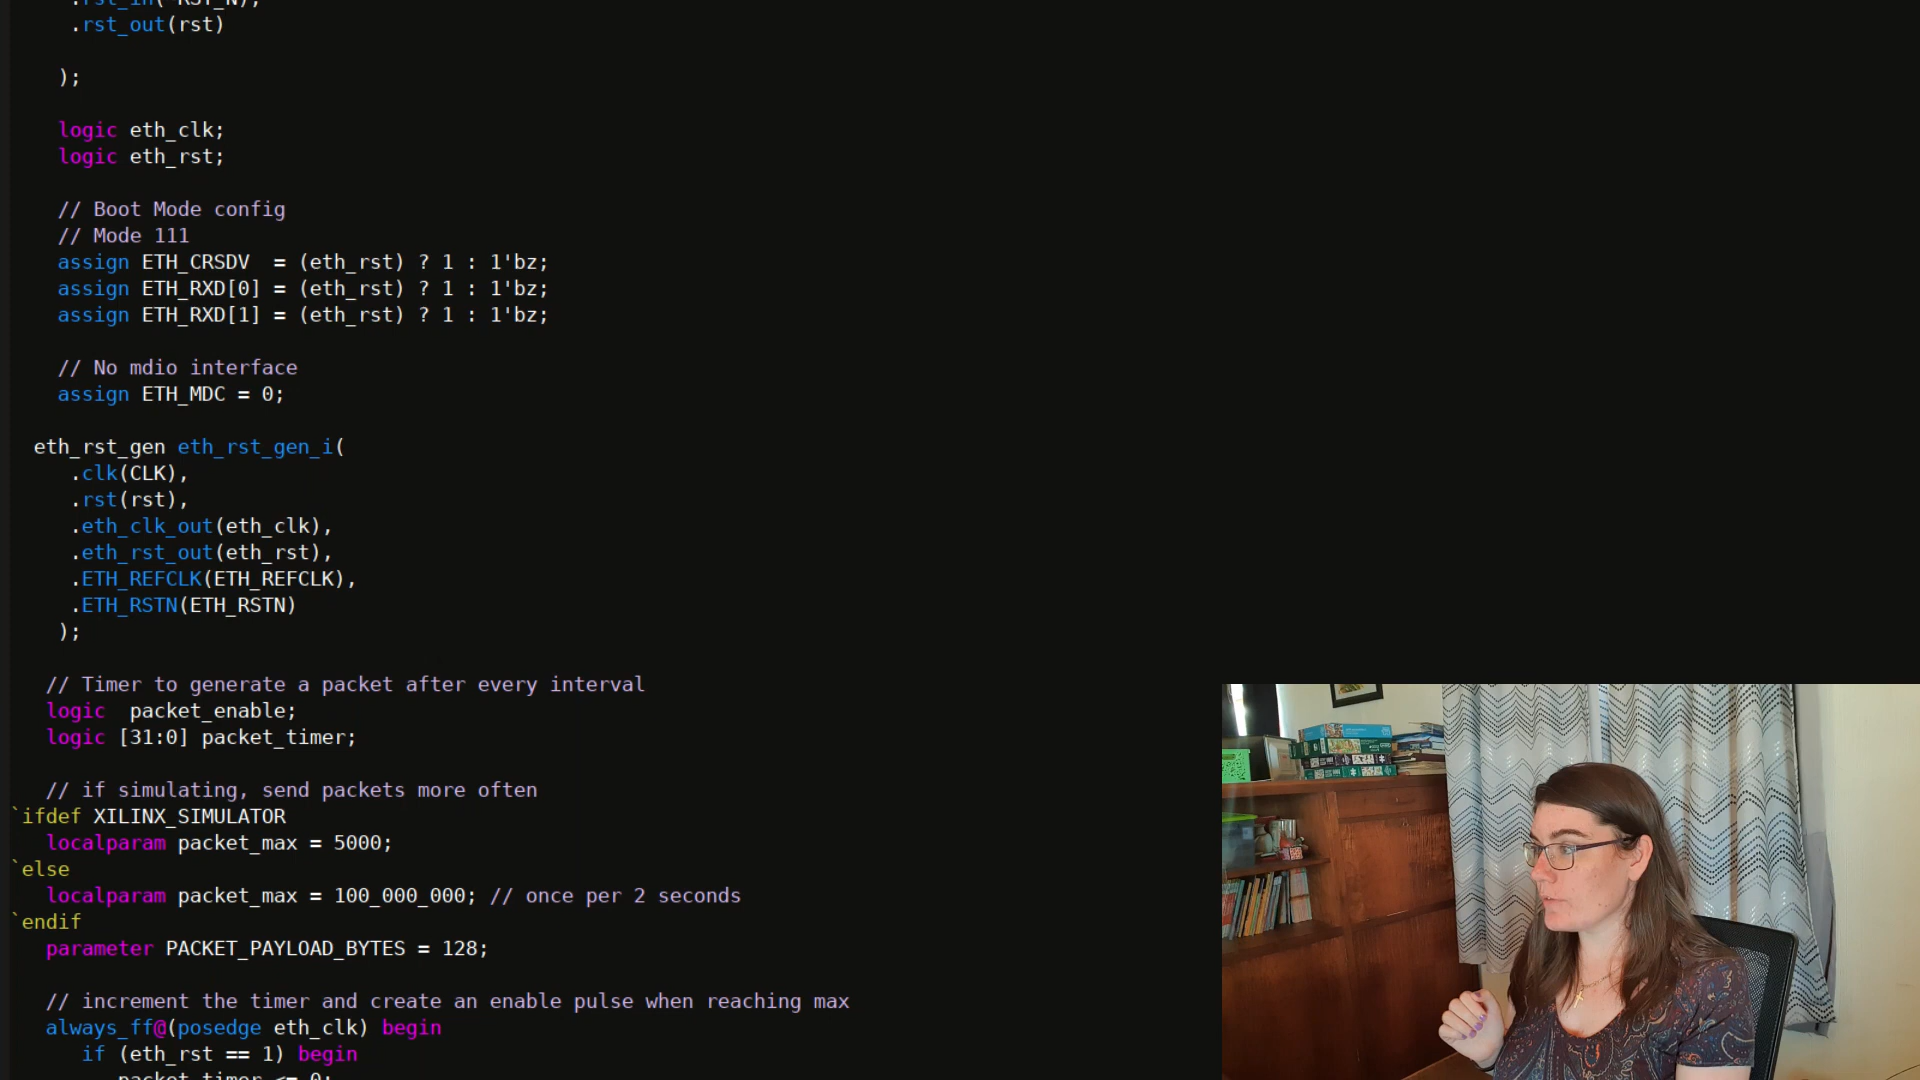 .rst_in(~RST_N),
.rst_out(rst)
);
logic eth_clk;
logic eth_rst;
// Boot Mode config
// Mode 111
assign ETH_CRSDV  = (eth_rst) ? 1 : 1'bz;
assign ETH_RXD[0] = (eth_rst) ? 1 : 1'bz;
assign ETH_RXD[1] = (eth_rst) ? 1 : 1'bz;
// No mdio interface
assign ETH_MDC = 0;
eth_rst_gen eth_rst_gen_i(
.clk(CLK),
.rst(rst),
.eth_clk_out(eth_clk),
.eth_rst_out(eth_rst),
.ETH_REFCLK(ETH_REFCLK),
.ETH_RSTN(ETH_RSTN)
);
// Timer to generate a packet after every interval
logic  packet_enable;
logic [31:0] packet_timer;
// if simulating, send packets more often
`ifdef XILINX_SIMULATOR
localparam packet_max = 5000;
`else
localparam packet_max = 100_000_000; // once per 2 seconds
`endif
parameter PACKET_PAYLOAD_BYTES = 128;
// increment the timer and create an enable pulse when reaching max
always_ff@(posedge eth_clk) begin
if (eth_rst == 1) begin
packet_timer <= 0;